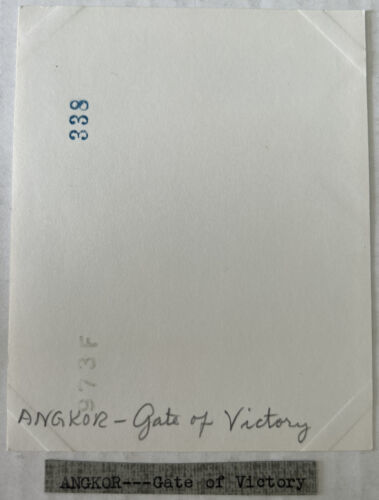 338
973F
ANGKOR - Gate of Victory
ANGKOR---Gate of Victory